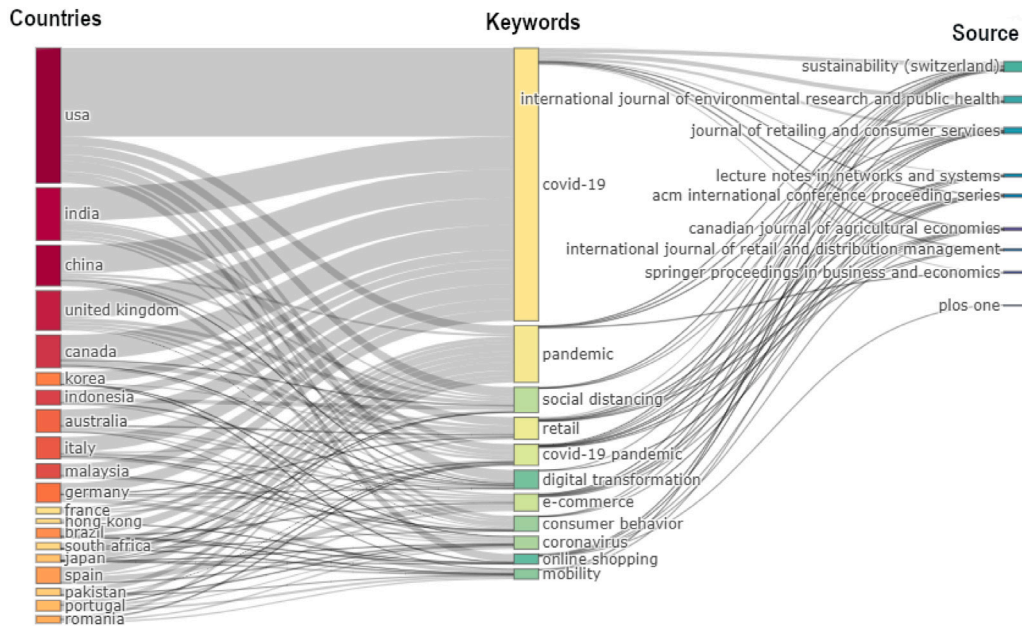 Countries
Keywords
Source
usa
india
china
united kingdom
canada
korea
indonesia
australia
italy
malaysia
germany
france
hong kong
brazil
south africa
japan
spain
pakistan
portugal
romania
covid-19
pandemic
social distancing
retail
covid-19 pandemic
digital transformation
e-commerce
consumer behavior
coronavirus
online shopping
mobility
sustainability (switzerland)
international journal of environmental research and public health
journal of retailing and consumer services
lecture notes in networks and systems
acm international conference proceeding series
canadian journal of agricultural economics
international journal of retail and distribution management
springer proceedings in business and economics
plos one